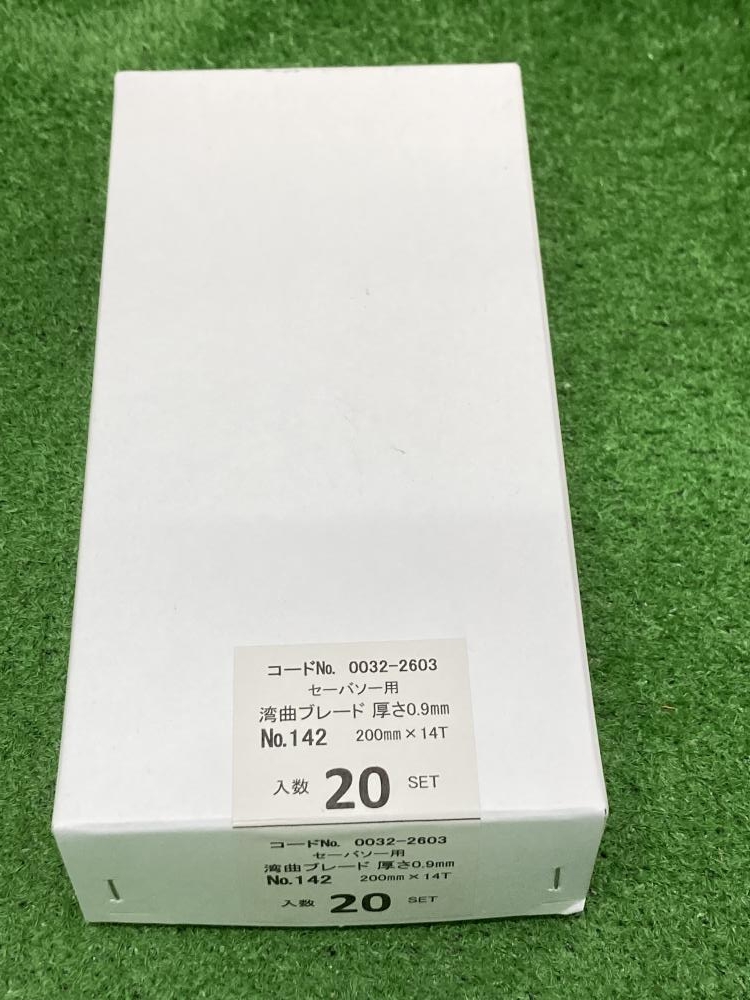 コードNo. 0032-2603
セーバソー用
湾曲ブレード 厚さ0.9mm
No.142 200mm×14T
入数 20 SET
コードNo. 0032-2603
セーバソー用
湾曲ブレード 厚さ0.9mm
No.142 200mm×14T
入数 20 SET